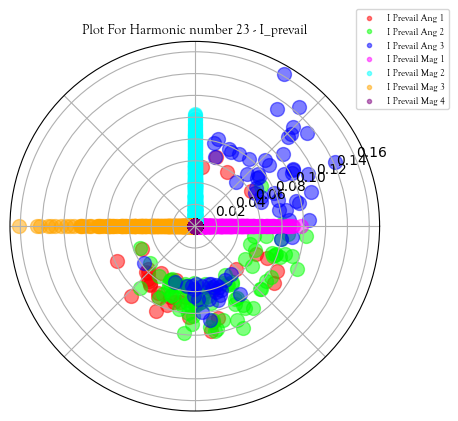 Plot For Harmonic number 23 - I_prevail
I Prevail Ang 1
I Prevail Ang 2
I Prevail Ang 3
I Prevail Mag 1
I Prevail Mag 2
I Prevail Mag 3
I Prevail Mag 4
0.16
0.14
0.12
0.10
0.08
0.06
0.04
0.02